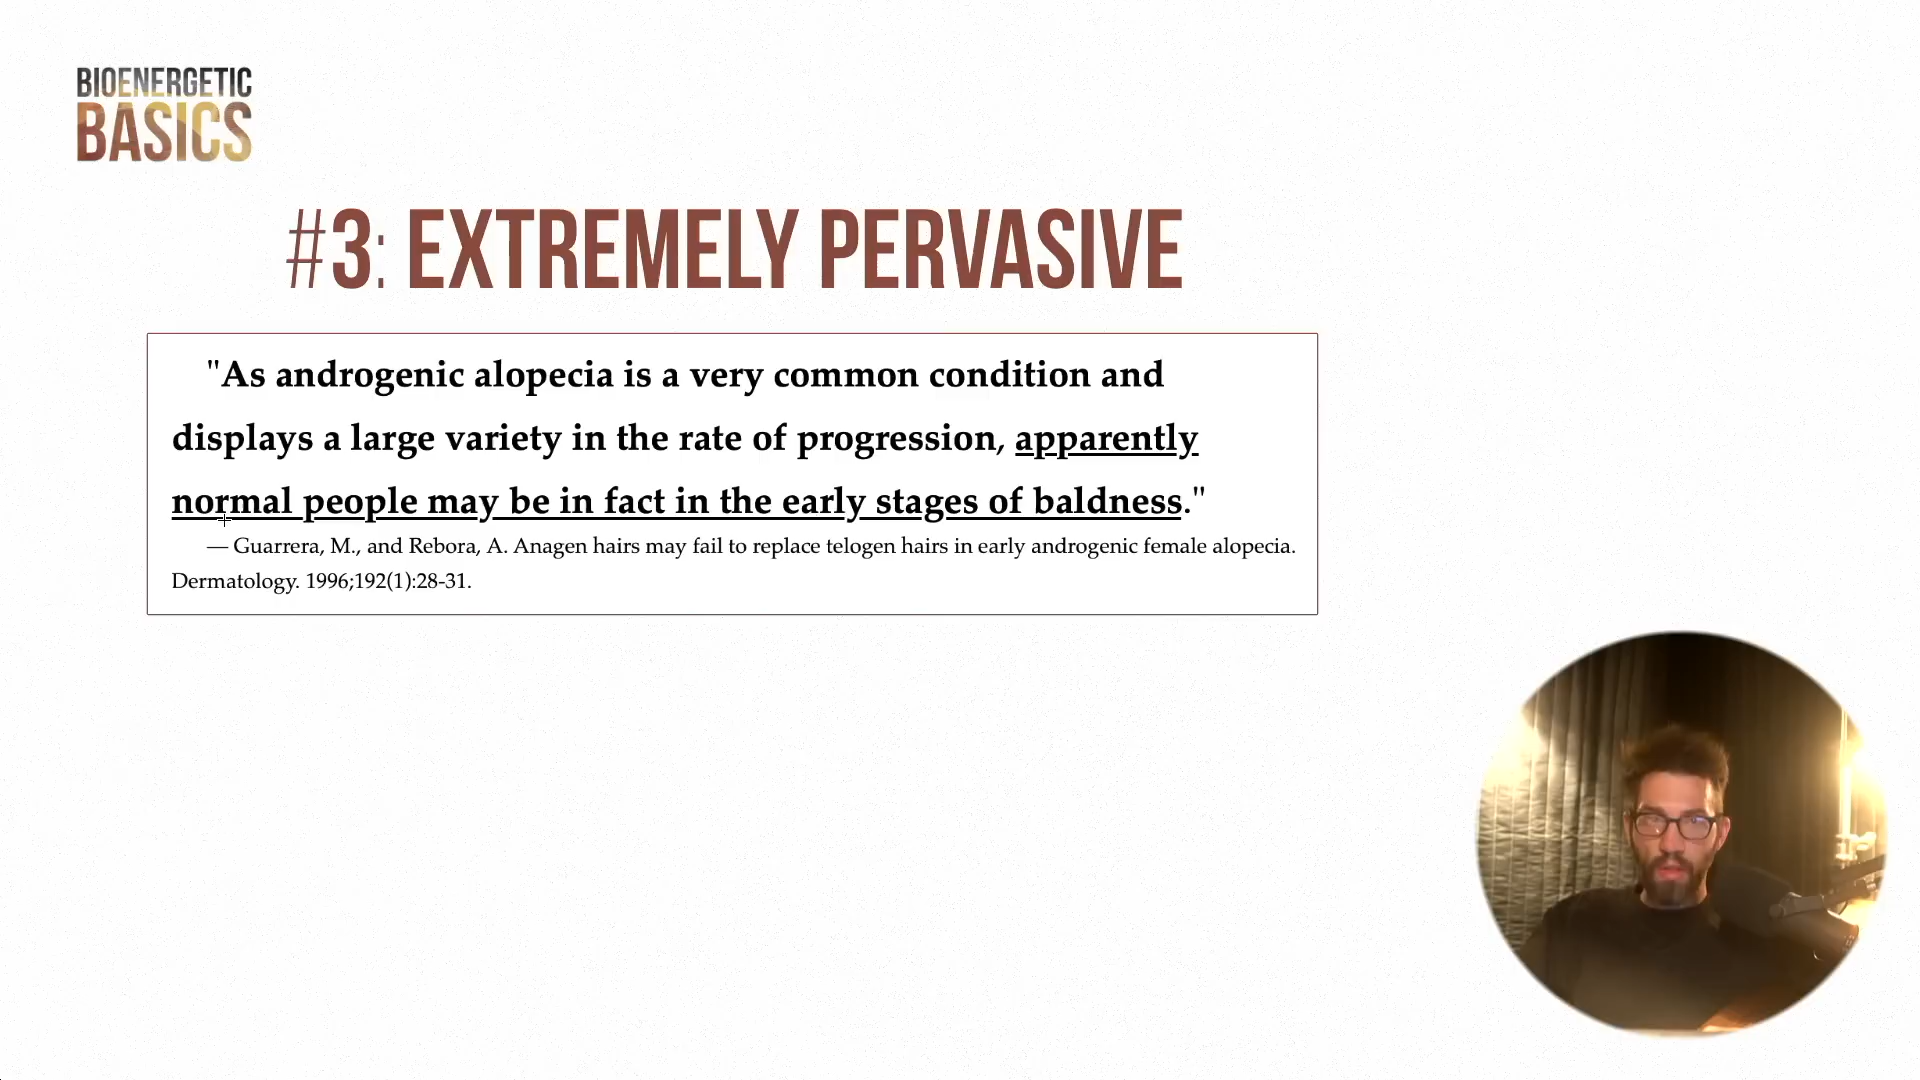 BIOENERGETIC
BASICS
#3: EXTREMELY PERVASIVE
"As androgenic alopecia is a very common condition and
displays a large variety in the rate of progression, apparently
normal people may be in fact in the early stages of baldness."
— Guarrera, M., and Rebora, A. Anagen hairs may fail to replace telogen hairs in early androgenic female alopecia.
Dermatology. 1996;192(1):28-31.